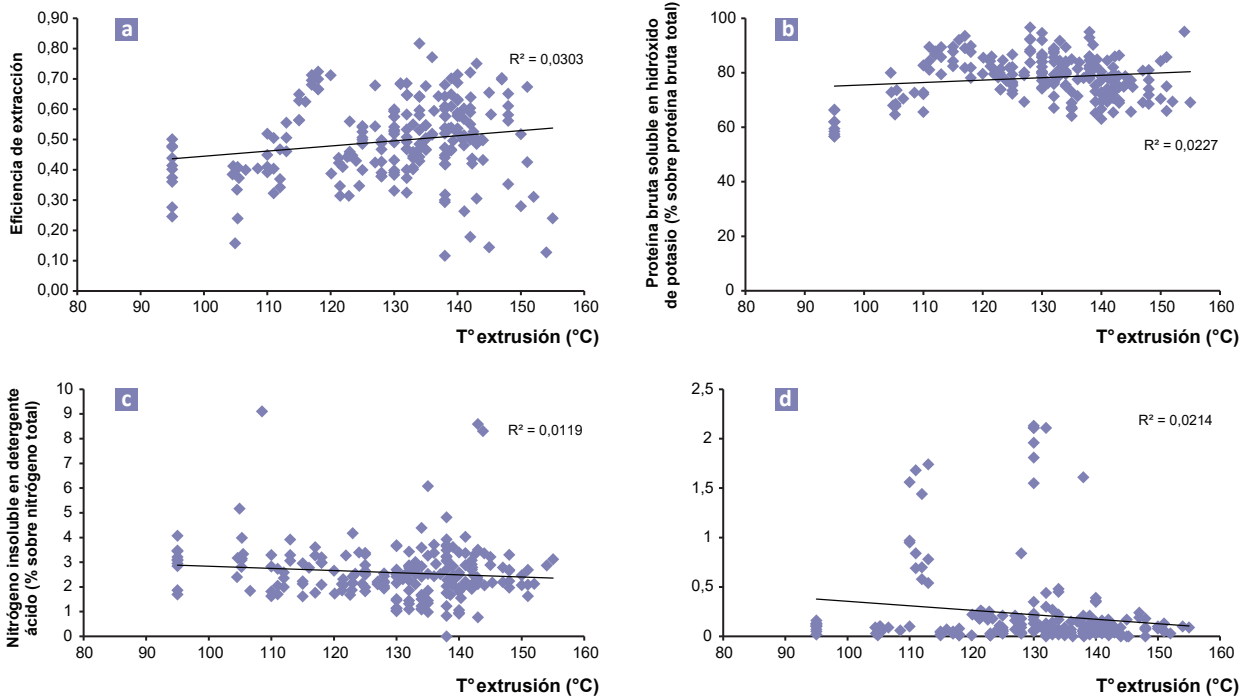 a
Eficiencia de extracción
0,90
0,80
0,70
0,60
0,50
0,40
0,30
0,20
0,10
0,00
R² = 0,0303
80 90 100 110 120 130 140 150 160
T° extrusión (°C)
b
Proteína bruta soluble en hidróxido
de potasio (% sobre proteína bruta total)
100
80
60
40
20
0
R² = 0,0227
80 90 100 110 120 130 140 150 160
T° extrusión (°C)
c
Nitrógeno insoluble en detergente
ácido (% sobre nitrógeno total)
10
9
8
7
6
5
4
3
2
1
0
R² = 0,0119
80 90 100 110 120 130 140 150 160
T° extrusión (°C)
d
2,5
2
1,5
1
0,5
0
R² = 0,0214
80 90 100 110 120 130 140 150 160
T° extrusión (°C)